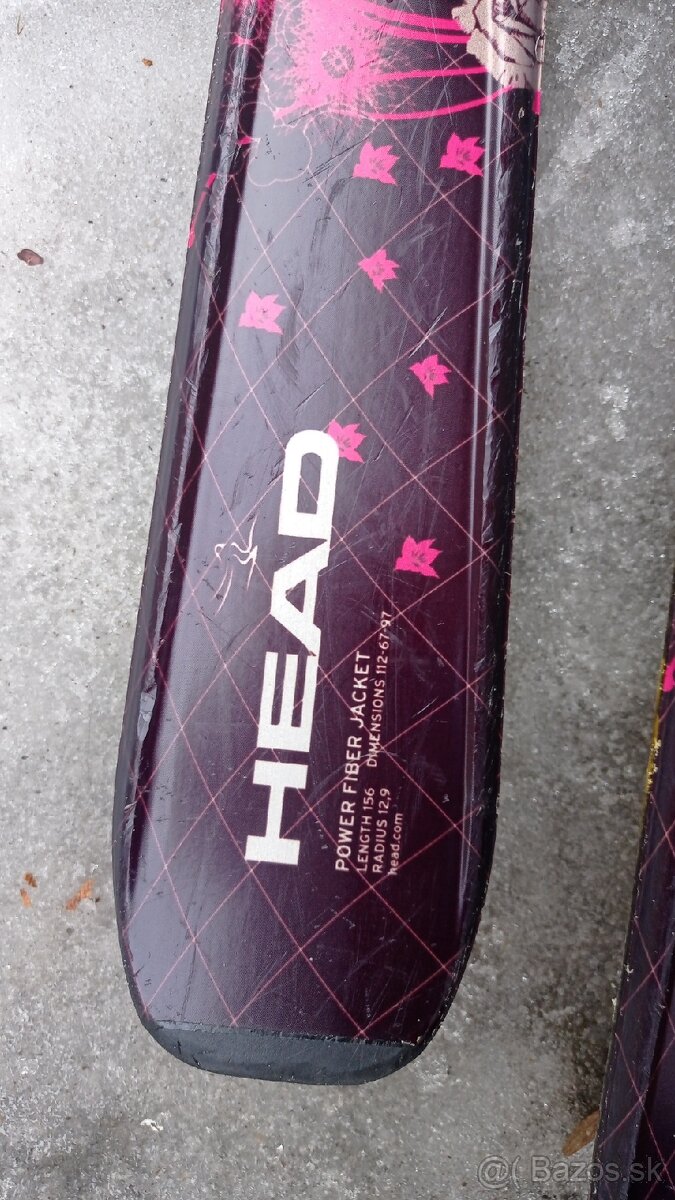 HEAD
POWER FIBER JACKET
LENGTH 156 DIMENSIONS 112-67-97
RADIUS 12,9
head.com
@( Bazos.sk